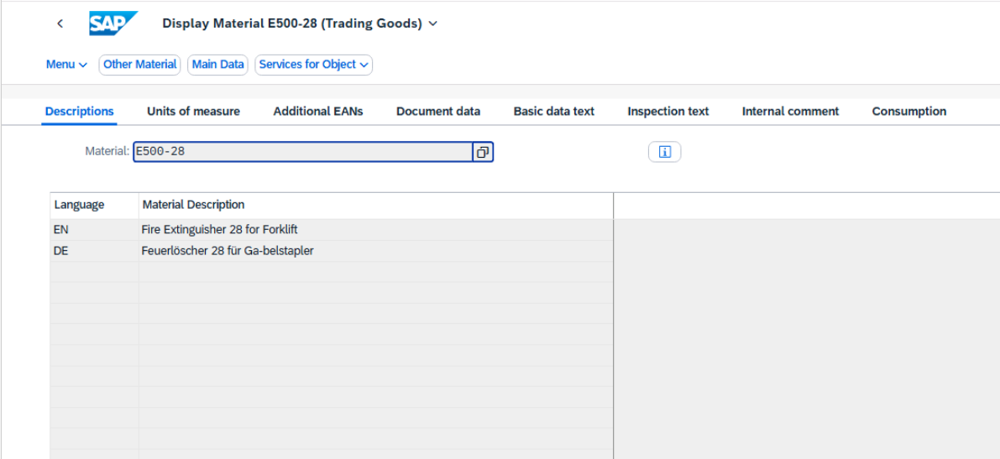 SAP Display Material E500-28 (Trading Goods)
Menu Other Material Main Data Services for Object
Descriptions Units of measure Additional EANs Document data Basic data text Inspection text Internal comment Consumption
Material: E500-28
Language Material Description
EN Fire Extinguisher 28 for Forklift
DE Feuerlöscher 28 für Ga-belstapler